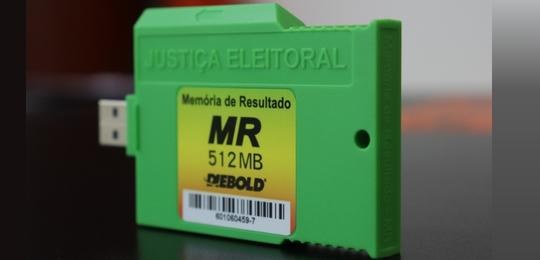 JUSTIÇA ELEITORAL
Memória de Resultado
MR
512MB
DIEBOLD
601060459-7